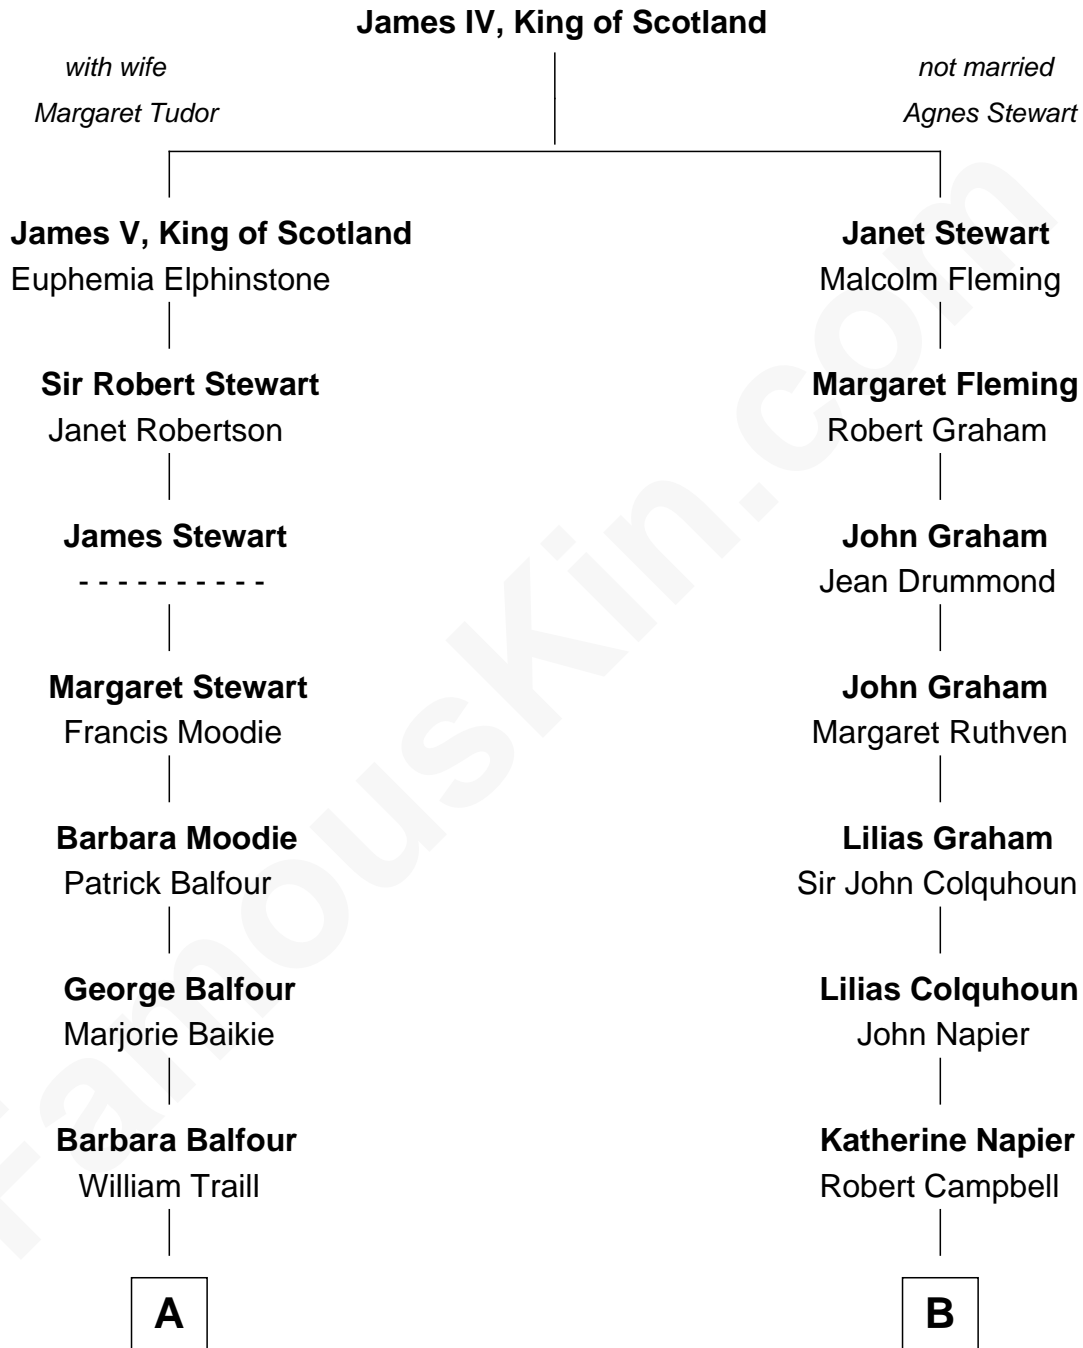 James IV, King of Scotland
with wife
Margaret Tudor
not married
Agnes Stewart
James V, King of Scotland
Euphemia Elphinstone
Janet Stewart
Malcolm Fleming
Sir Robert Stewart
Janet Robertson
Margaret Fleming
Robert Graham
James Stewart
- - - - - - - - - -
John Graham
Jean Drummond
Margaret Stewart
Francis Moodie
John Graham
Margaret Ruthven
Barbara Moodie
Patrick Balfour
Lilias Graham
Sir John Colquhoun
George Balfour
Marjorie Baikie
Lilias Colquhoun
John Napier
Barbara Balfour
William Traill
Katherine Napier
Robert Campbell
A
B
FamousKin.com